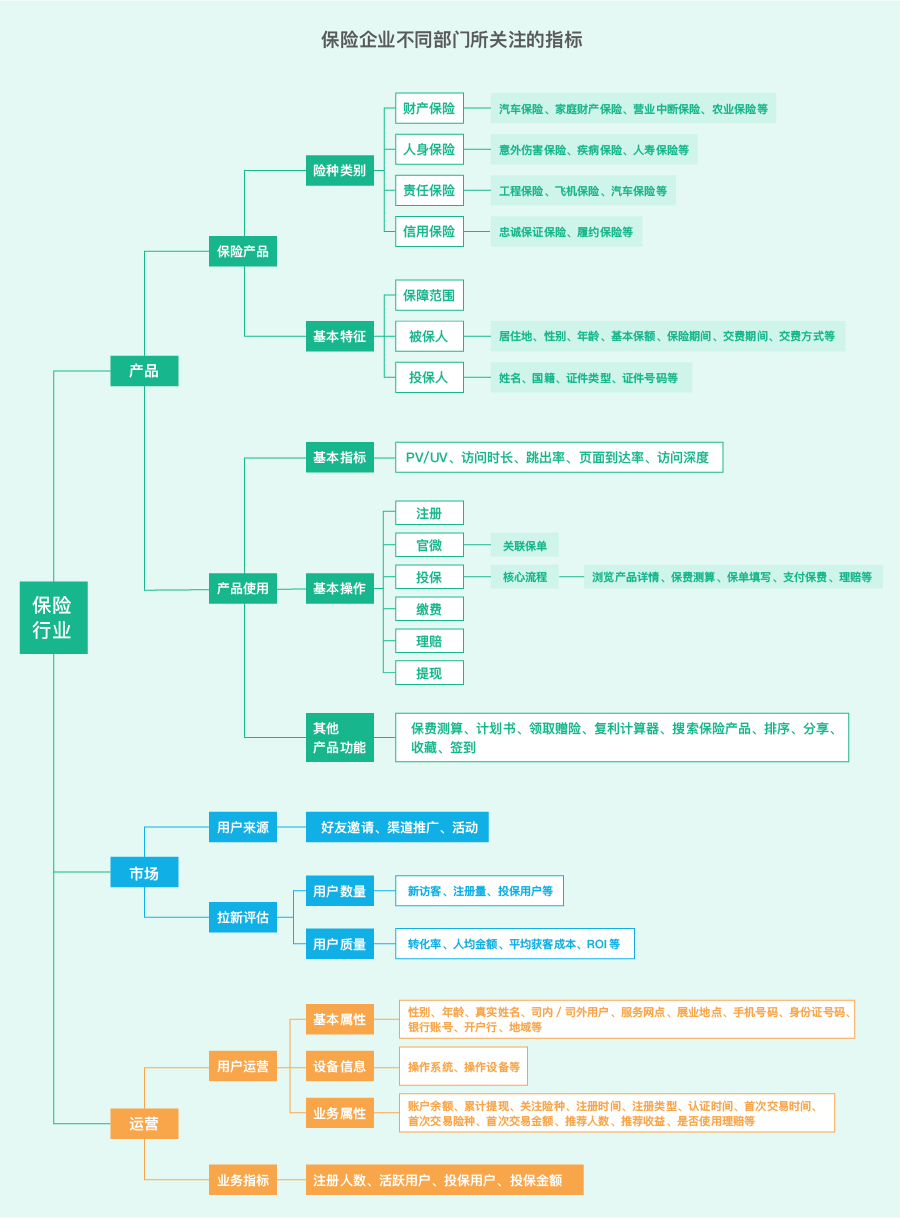 保险企业不同部门所关注的指标
保险
行业
产品
保险产品
险种类别
财产保险
汽车保险、家庭财产保险、营业中断保险、农业保险等
人身保险
意外伤害保险、疾病保险、人寿保险等
责任保险
工程保险、飞机保险、汽车保险等
信用保险
忠诚保证保险、履约保险等
基本特征
保障范围
被保人
居住地、性别、年龄、基本保额、保险期间、交费期间、交费方式等
投保人
姓名、国籍、证件类型、证件号码等
产品使用
基本指标
PV/UV、访问时长、跳出率、页面到达率、访问深度
基本操作
注册
官微
关联保单
投保
核心流程
浏览产品详情、保费测算、保单填写、支付保费、理赔等
缴费
理赔
提现
其他
产品功能
保费测算、计划书、领取赠险、复利计算器、搜索保险产品、排序、分享、
收藏、签到
市场
用户来源
好友邀请、渠道推广、活动
拉新评估
用户数量
新访客、注册量、投保用户等
用户质量
转化率、人均金额、平均获客成本、ROI 等
运营
用户运营
基本属性
性别、年龄、真实姓名、司内 / 司外用户、服务网点、展业地点、手机号码、身份证号码、
银行账号、开户行、地域等
设备信息
操作系统、操作设备等
业务属性
账户余额、累计提现、关注险种、注册时间、注册类型、认证时间、首次交易时间、
首次交易险种、首次交易金额、推荐人数、推荐收益、是否使用理赔等
业务指标
注册人数、活跃用户、投保用户、投保金额